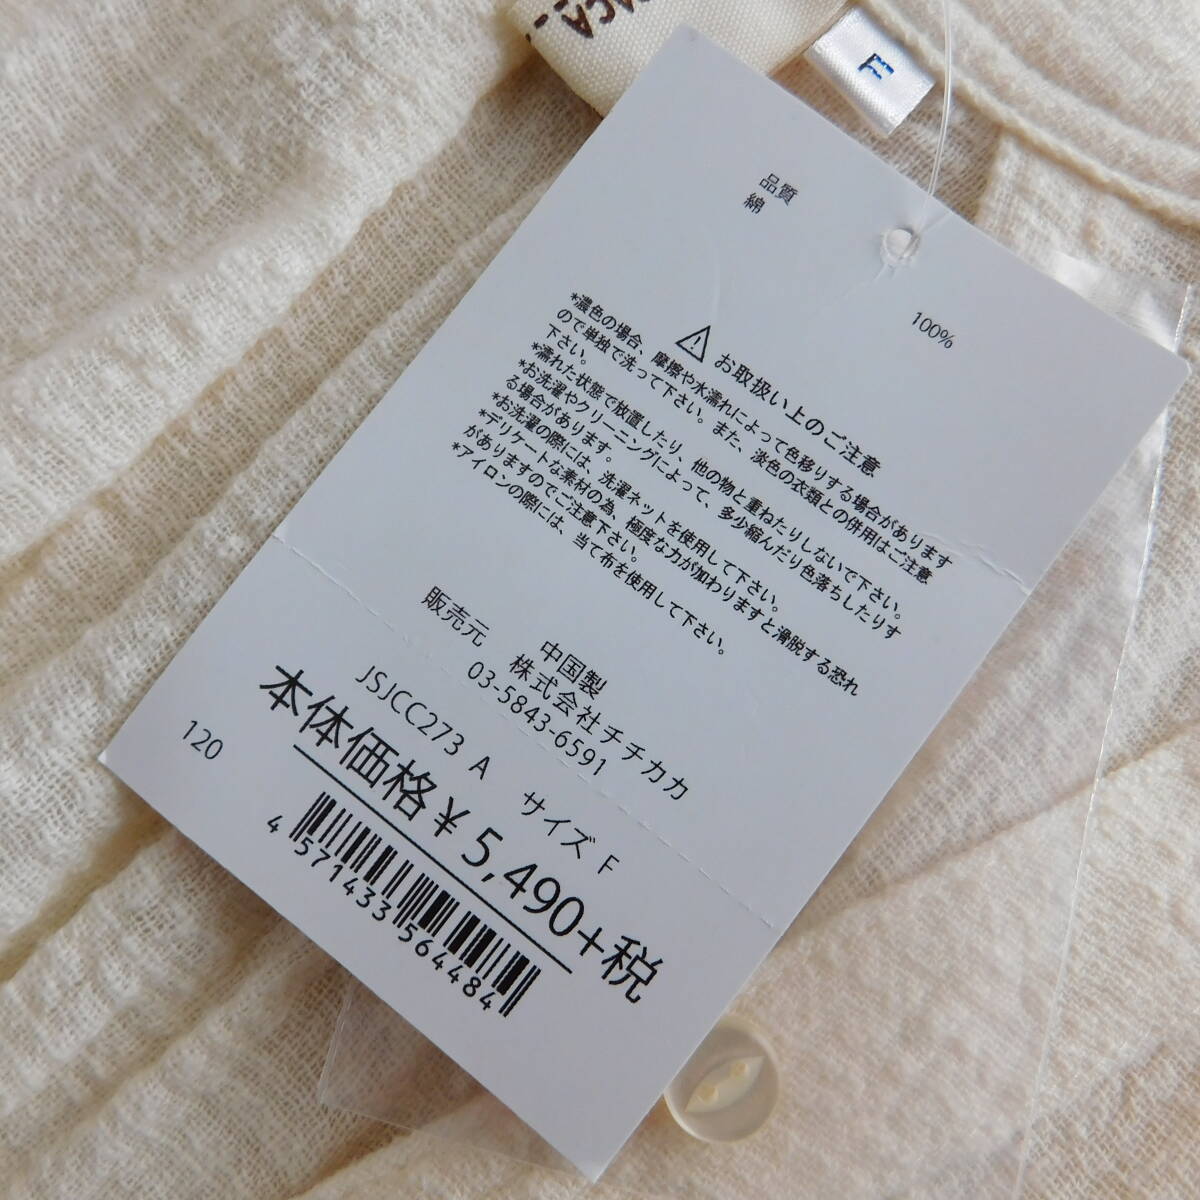 F
品質
綿
100%
⚠ お取扱い上のご注意
*濃色の場合、摩擦や水濡れによって色移りする場合があります
ので単独で洗って下さい。また、淡色の衣類との併用はご注意
下さい。
*濡れた状態で放置したり、他の物と重ねたりしないで下さい。
*お洗濯やクリーニングによって、多少縮んだり色落ちしたりす
る場合があります。
*お洗濯の際には、洗濯ネットを使用して下さい。
*デリケートな素材の為、極度な力が加わりますと滑脱する恐れ
がありますのでご注意下さい。
*アイロンの際には、当て布を使用して下さい。
中国製
販売元 株式会社チチカカ
03-5843-6591
JSJCC273 A サイズ F
本体価格¥5,490+税
120
4571433564484